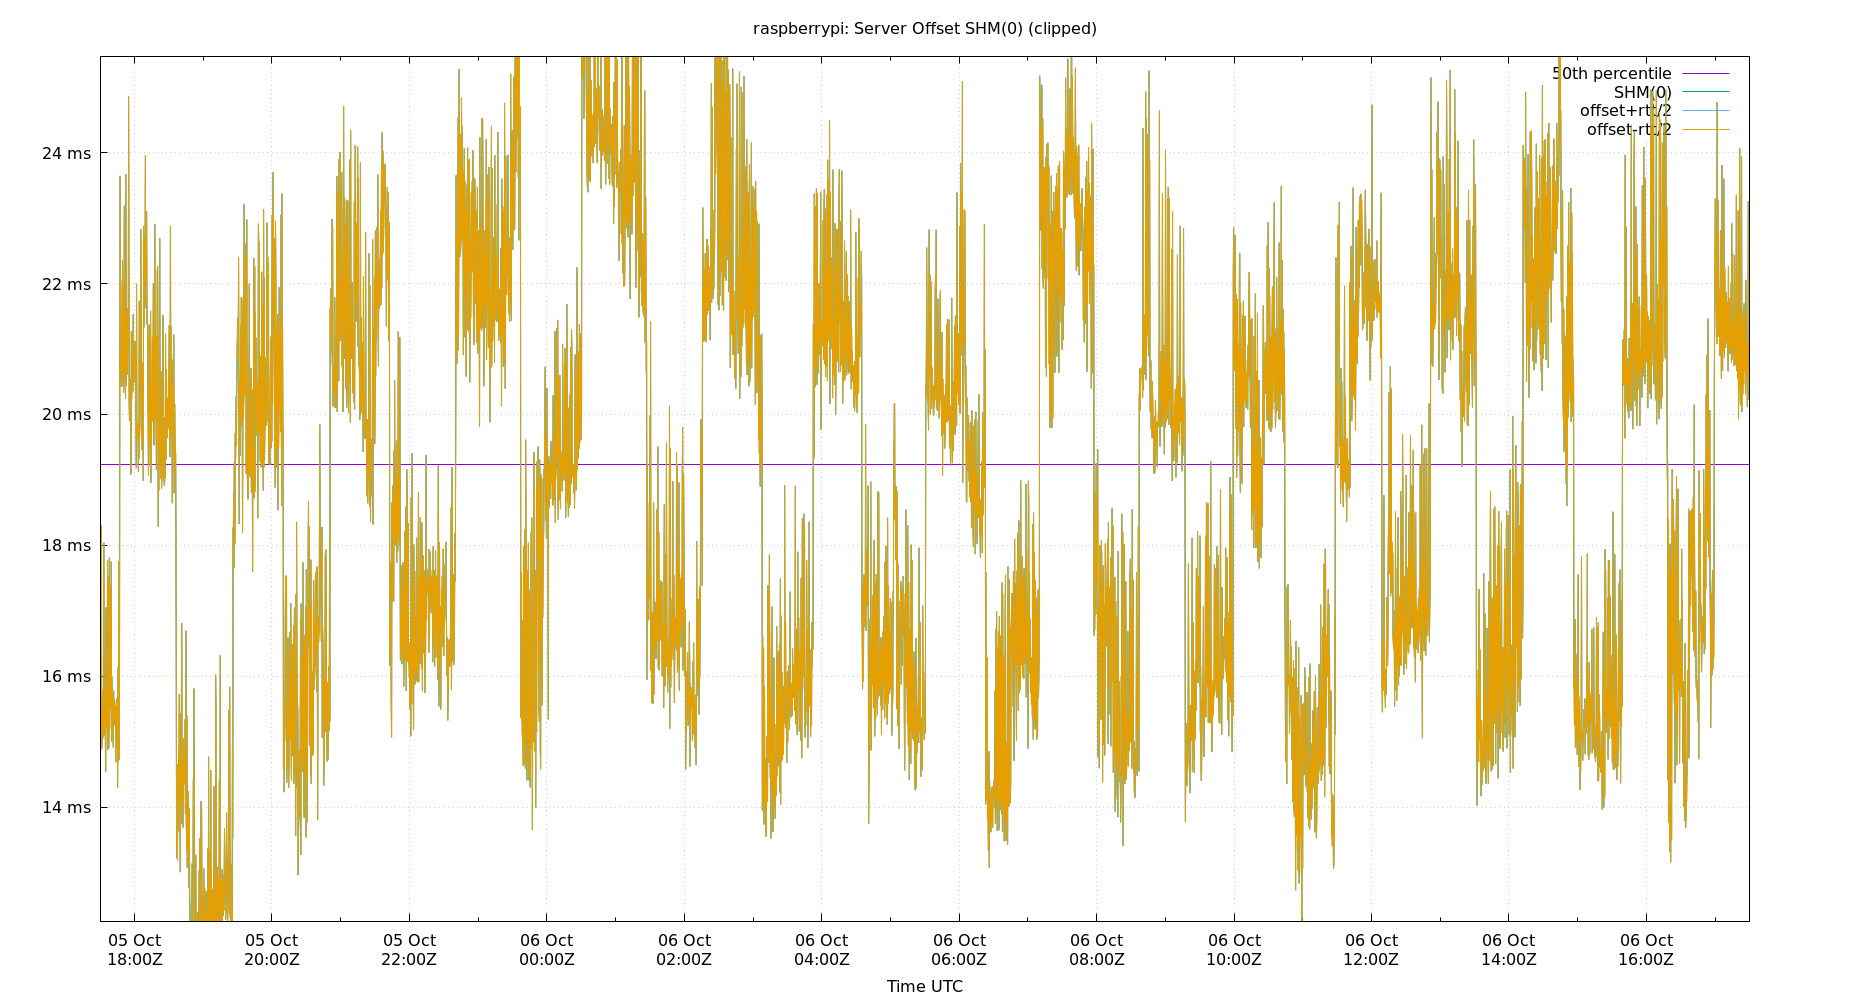 raspberrypi: Server Offset SHM(0) (clipped)
50th percentile
SHM(0)
offset+rtt/2
offset-rtt/2
24 ms
22 ms
20 ms
18 ms
16 ms
14 ms
05 Oct 05 Oct 05 Oct 06 Oct 06 Oct 06 Oct 06 Oct 06 Oct 06 Oct 06 Oct 06 Oct 06 Oct
18:00Z 20:00Z 22:00Z 00:00Z 02:00Z 04:00Z 06:00Z 08:00Z 10:00Z 12:00Z 14:00Z 16:00Z
Time UTC